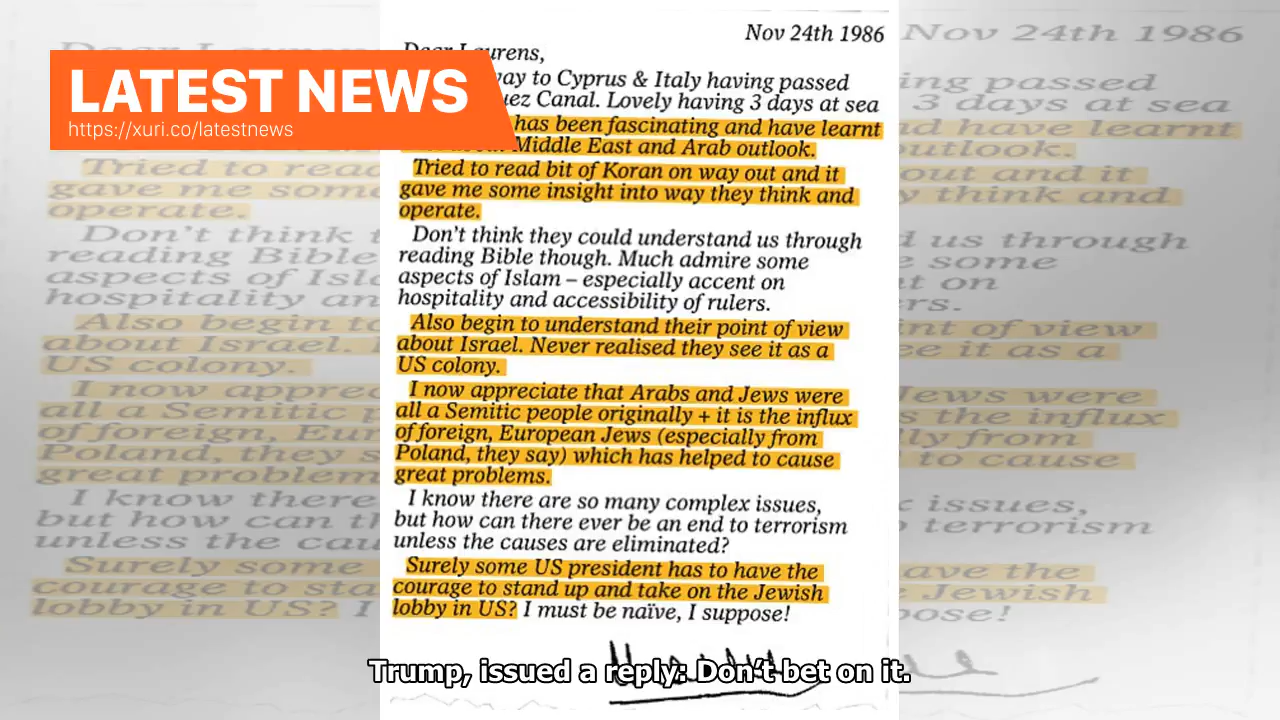 Nov 24th 1986
LATEST NEWS
https://xuri.co/latestnews
Dear Laurens,
way to Cyprus & Italy having passed
uez Canal. Lovely having 3 days at sea
has been fascinating and have learnt
Middle East and Arab outlook.
Tried to read bit of Koran on way out and it
gave me some insight into way they think and
operate.
Don't think they could understand us through
reading Bible though. Much admire some
aspects of Islam – especially accent on
hospitality and accessibility of rulers.
Also begin to understand their point of view
about Israel. Never realised they see it as a
US colony.
I now appreciate that Arabs and Jews were
all a Semitic people originally + it is the influx
of foreign, European Jews (especially from
Poland, they say) which has helped to cause
great problems.
I know there are so many complex issues,
but how can there ever be an end to terrorism
unless the causes are eliminated?
Surely some US president has to have the
courage to stand up and take on the Jewish
lobby in US? I must be naïve, I suppose!
Trump, issued a reply: Don't bet on it.